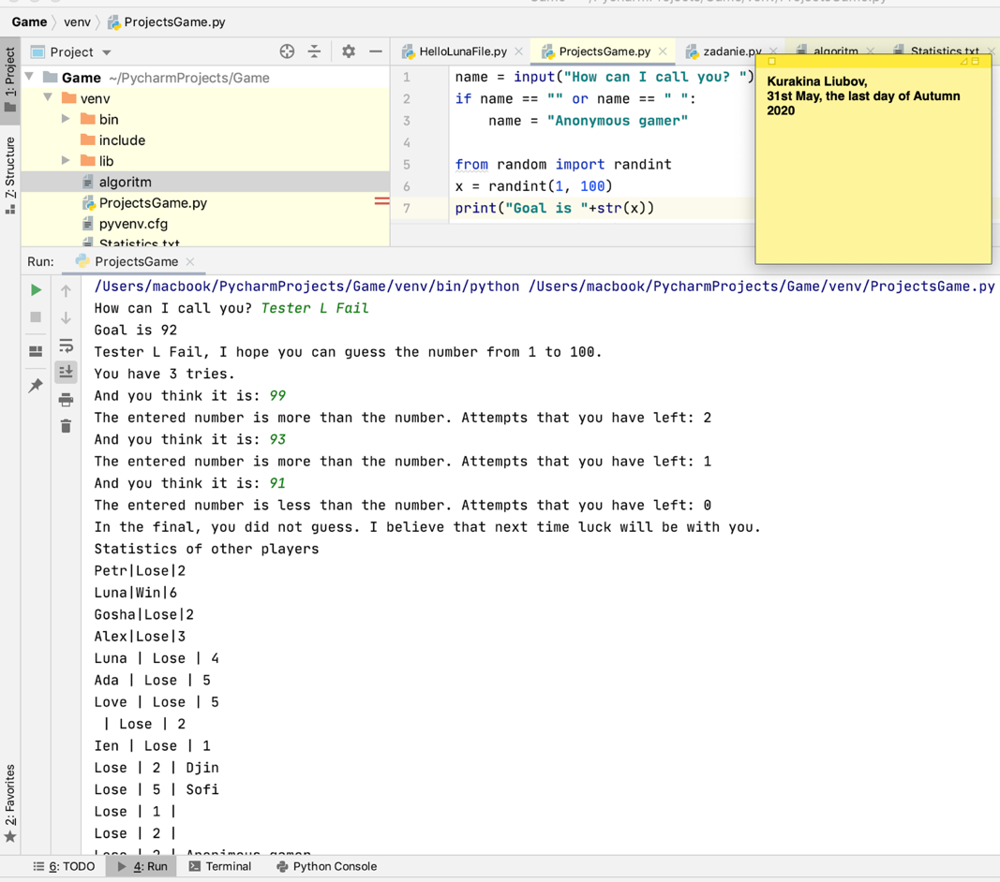 Game venv ProjectsGame.py
1: Project
Project
HelloLunaFile.py ProjectsGame.py zadanie.py algoritm Statistics.txt
Game ~/PycharmProjects/Game
venv
bin
include
lib
algoritm
ProjectsGame.py
pyvenv.cfg
Statistics.txt
Z: Structure
1 name = input("How can I call you? ")
2 if name == "" or name == " ":
3 name = "Anonymous gamer"
4
5 from random import randint
6 x = randint(1, 100)
7 print("Goal is "+str(x))
Kurakina Liubov,
31st May, the last day of Autumn
2020
Run: ProjectsGame
/Users/macbook/PycharmProjects/Game/venv/bin/python /Users/macbook/PycharmProjects/Game/venv/ProjectsGame.py
How can I call you? Tester L Fail
Goal is 92
Tester L Fail, I hope you can guess the number from 1 to 100.
You have 3 tries.
And you think it is: 99
The entered number is more than the number. Attempts that you have left: 2
And you think it is: 93
The entered number is more than the number. Attempts that you have left: 1
And you think it is: 91
The entered number is less than the number. Attempts that you have left: 0
In the final, you did not guess. I believe that next time luck will be with you.
Statistics of other players
Petr|Lose|2
Luna|Win|6
Gosha|Lose|2
Alex|Lose|3
Luna | Lose | 4
Ada | Lose | 5
Love | Lose | 5
| Lose | 2
Ien | Lose | 1
Lose | 2 | Djin
Lose | 5 | Sofi
Lose | 1 |
Lose | 2 |
2: Favorites
6: TODO 4: Run Terminal Python Console